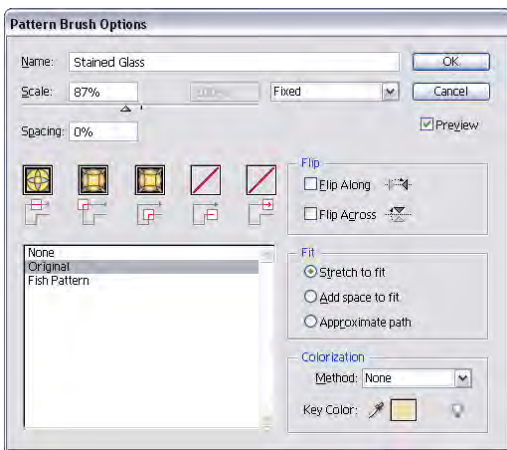 Pattern Brush Options
Name: Stained Glass
OK
Scale: 87% Fixed
Cancel
Spacing: 0%
Preview
Flip
Flip Along
Flip Across
None
Original
Fish Pattern
Fit
Stretch to fit
Add space to fit
Approximate path
Colorization
Method: None
Key Color: